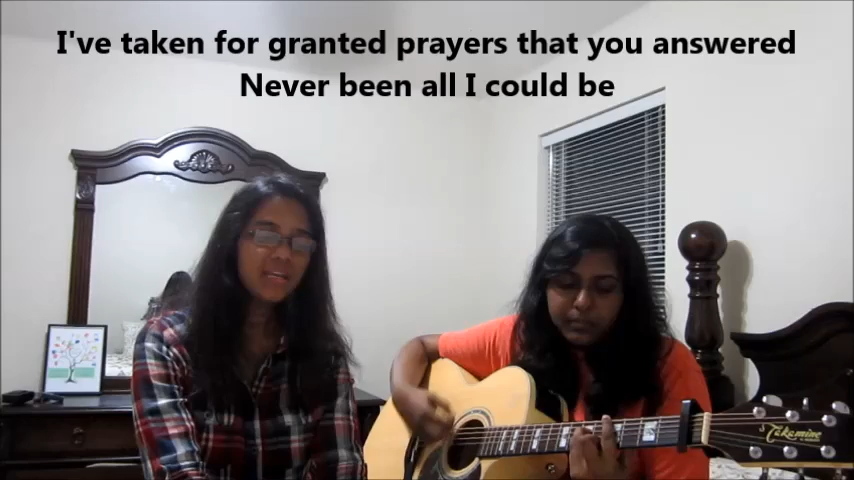 I've taken for granted prayers that you answered
Never been all I could be
Takamine